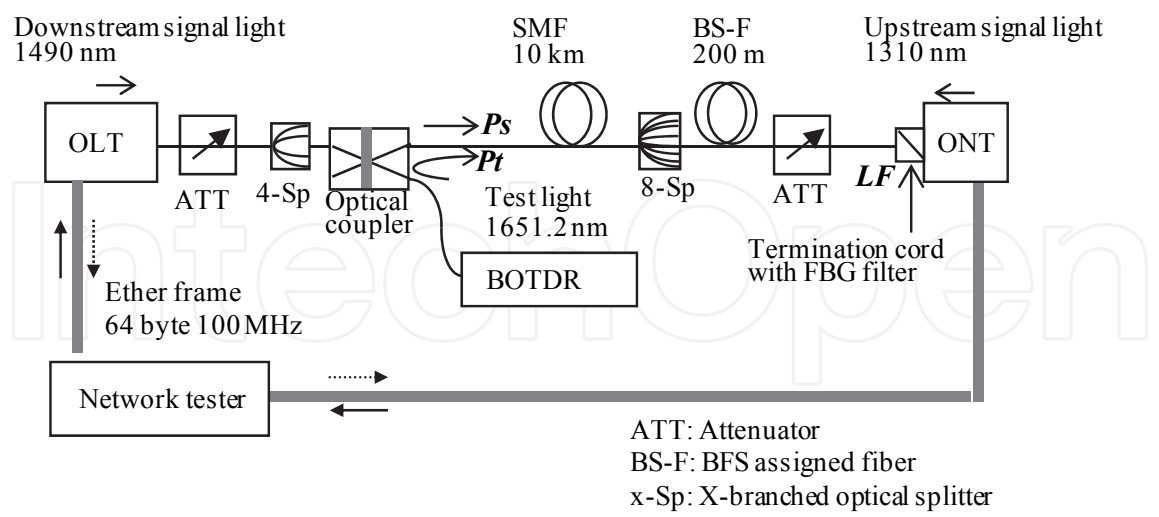 Downstream signal light
1490 nm
SMF
10 km
BS-F
200 m
Upstream signal light
1310 nm
OLT
ATT
4-Sp
Optical
coupler
Ps
Pt
Test light
1651.2 nm
BOTDR
8-Sp
ATT
LF
ONT
Termination cord
with FBG filter
Ether frame
64 byte 100 MHz
Network tester
IntechOpen
ATT: Attenuator
BS-F: BFS assigned fiber
x-Sp: X-branched optical splitter